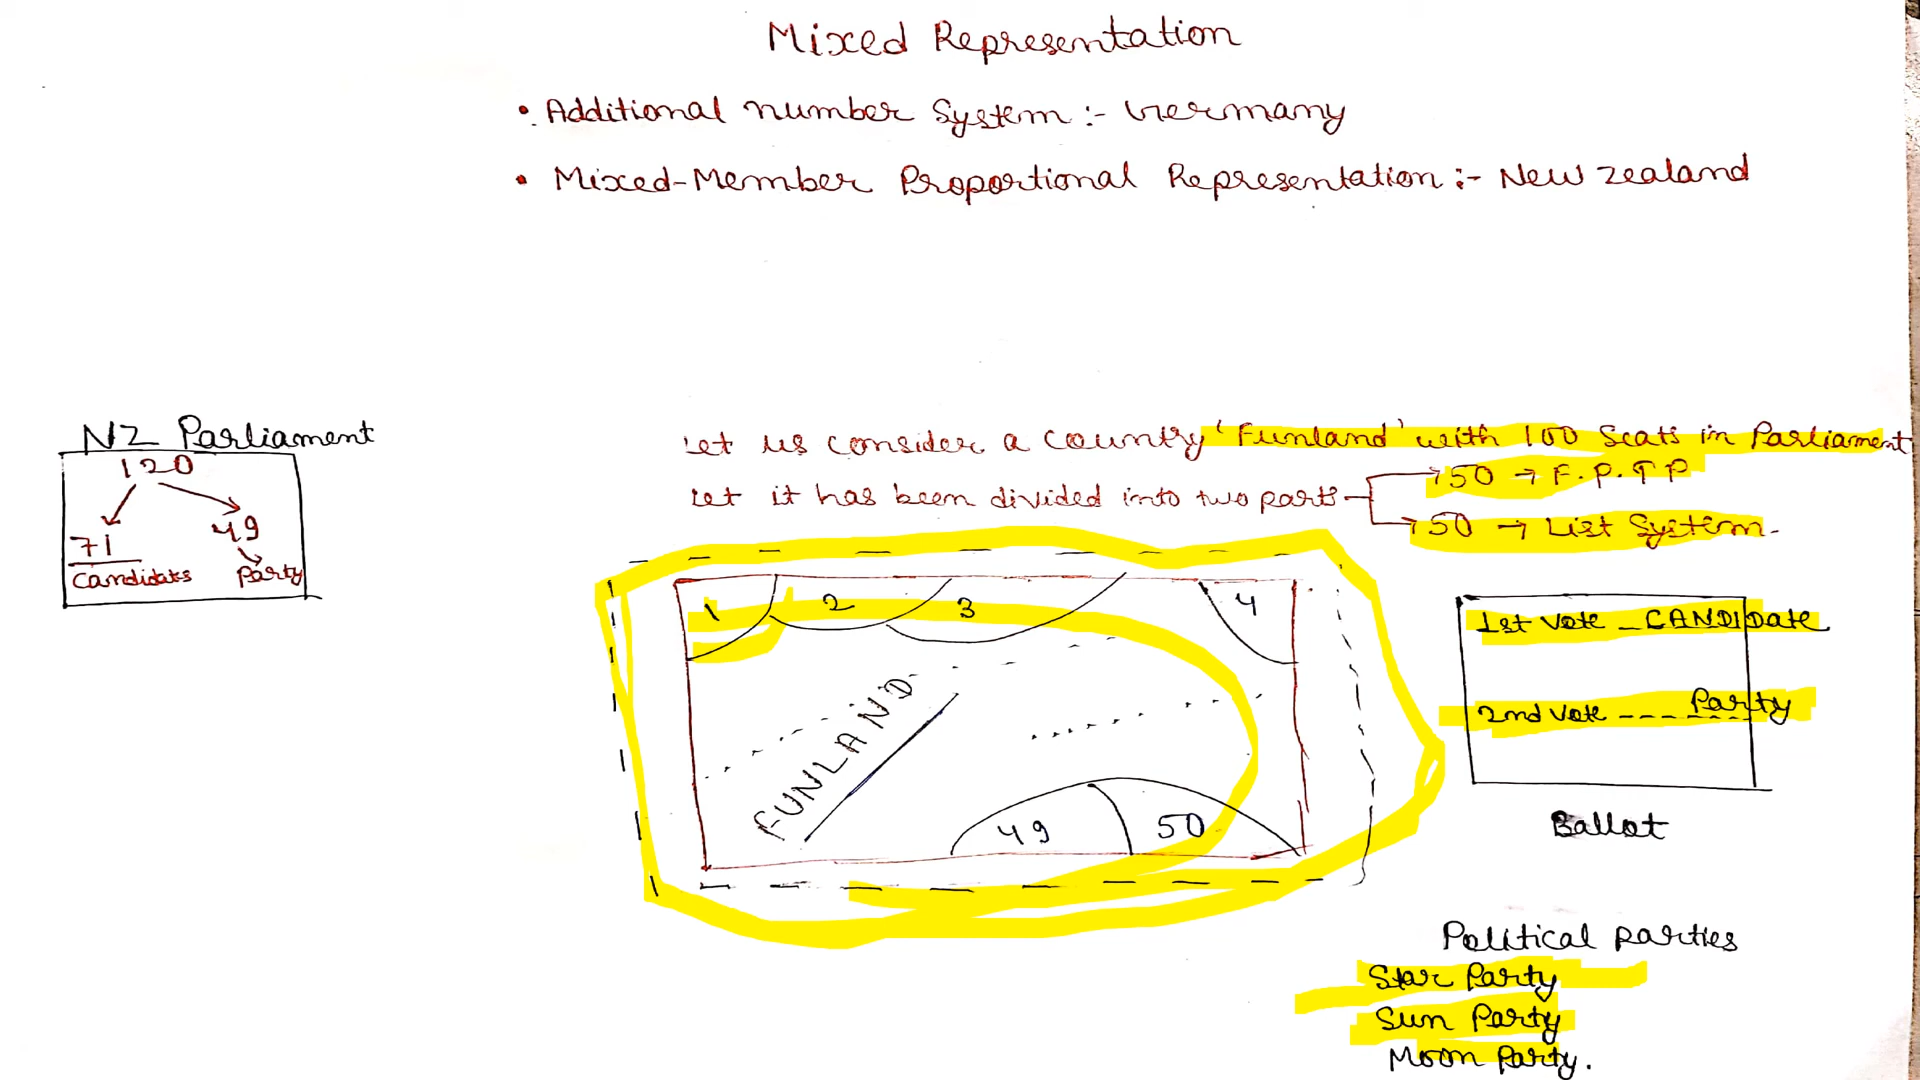 Mixed Representation
• Additional number System :- Germany
• Mixed-Member Proportional Representation :- New zealand
NZ Parliament
120
71
49
Candidates
Party
Let us consider a country 'Funland' with 100 Seats in Parliament
Let it has been divided into two parts
50 → F.P.T P
50 → List System.
1
2
3
4
FUNLAND
49
50
1st Vote _ CANDIDate
2nd Vote ------ Party
Ballot
Political parties
Star Party
Sun Party
Moon Party.